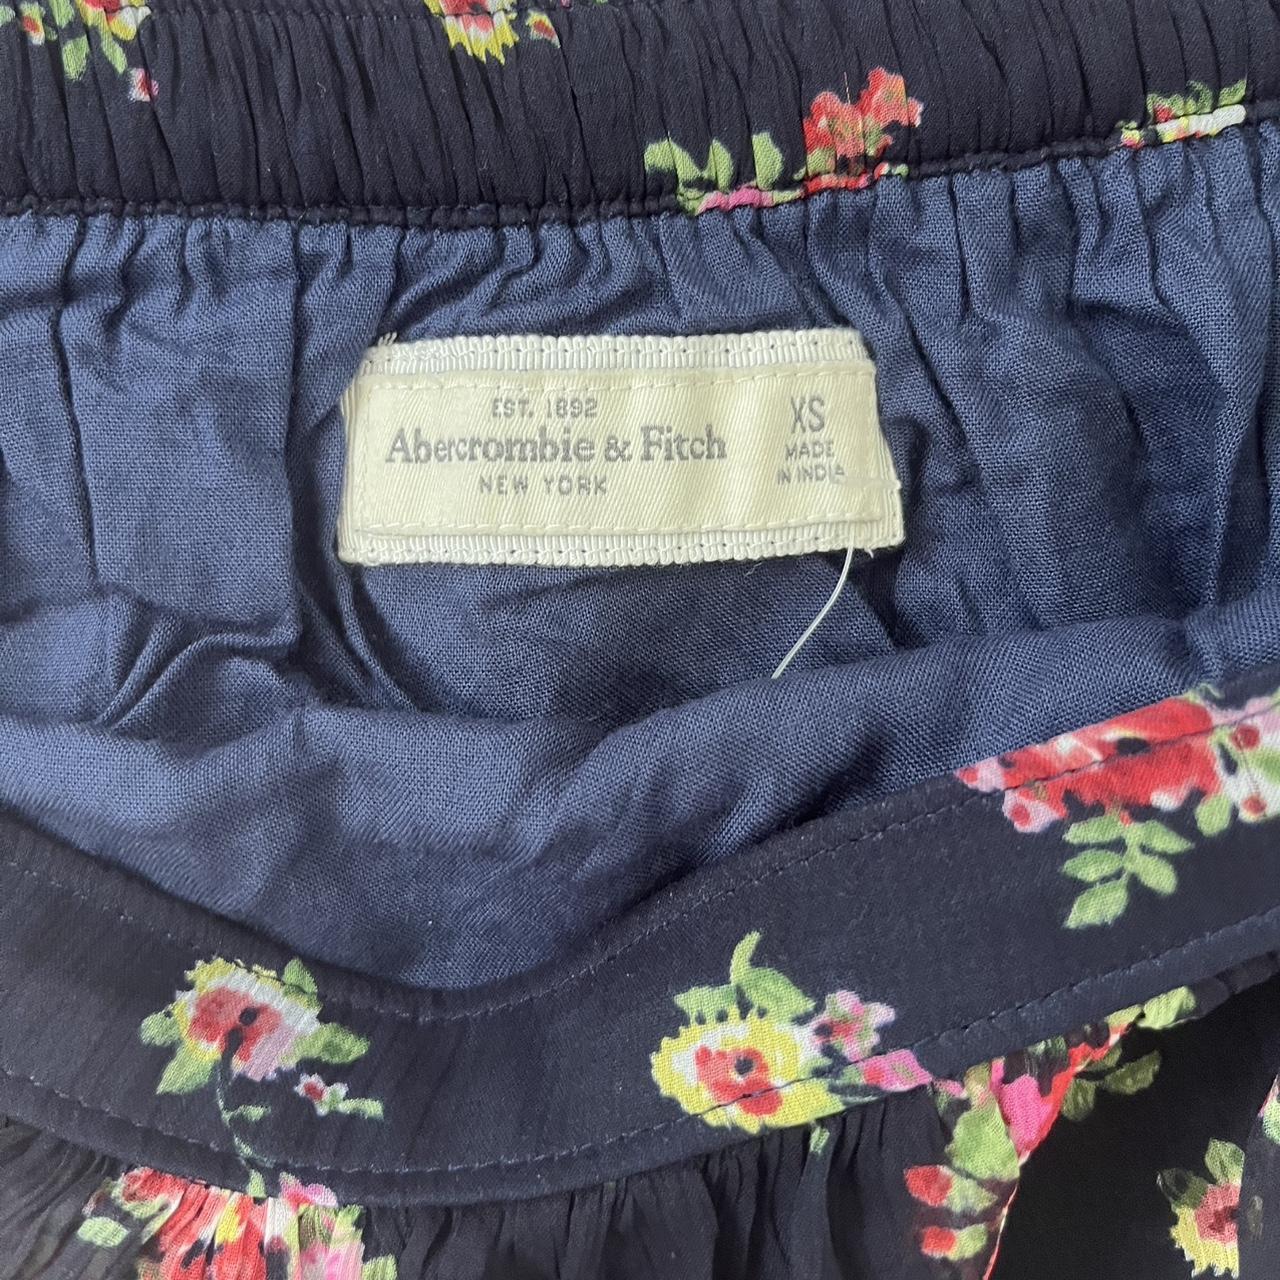 EST. 1892
Abercrombie & Fitch
NEW YORK
XS
MADE
IN INDIA